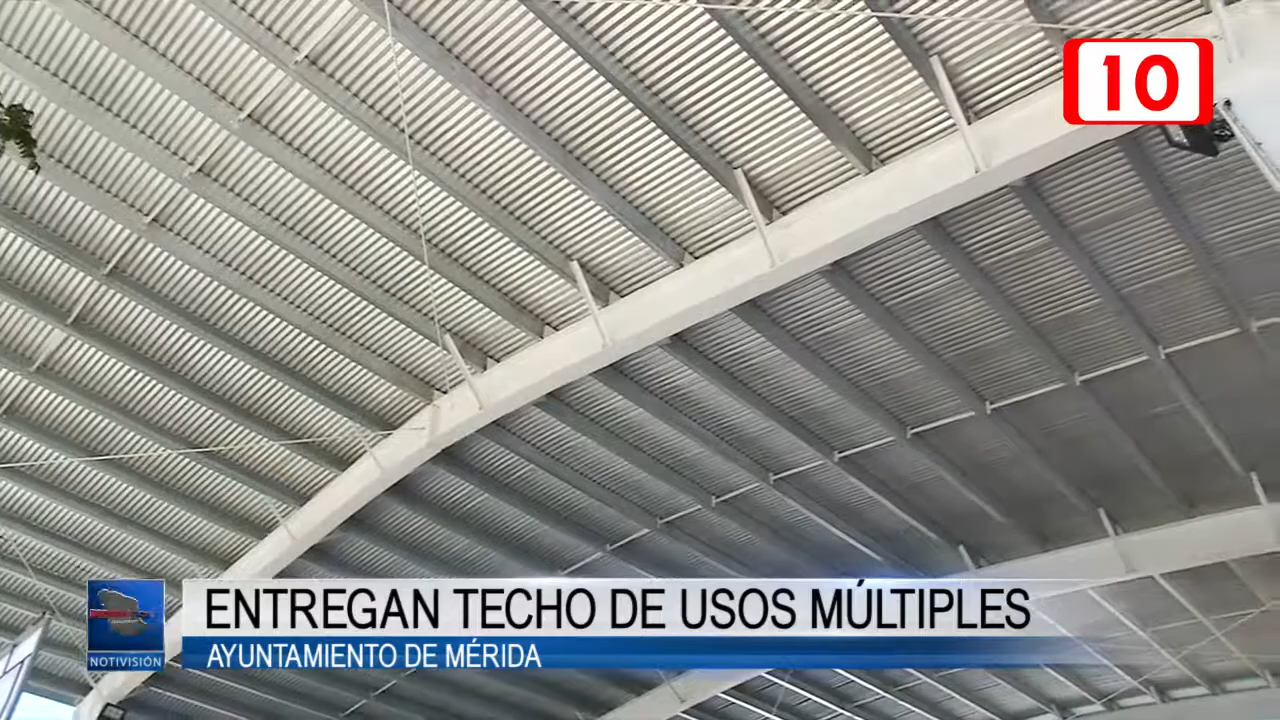 10
ENTREGAN TECHO DE USOS MÚLTIPLES
AYUNTAMIENTO DE MÉRIDA
NOTIVISIÓN